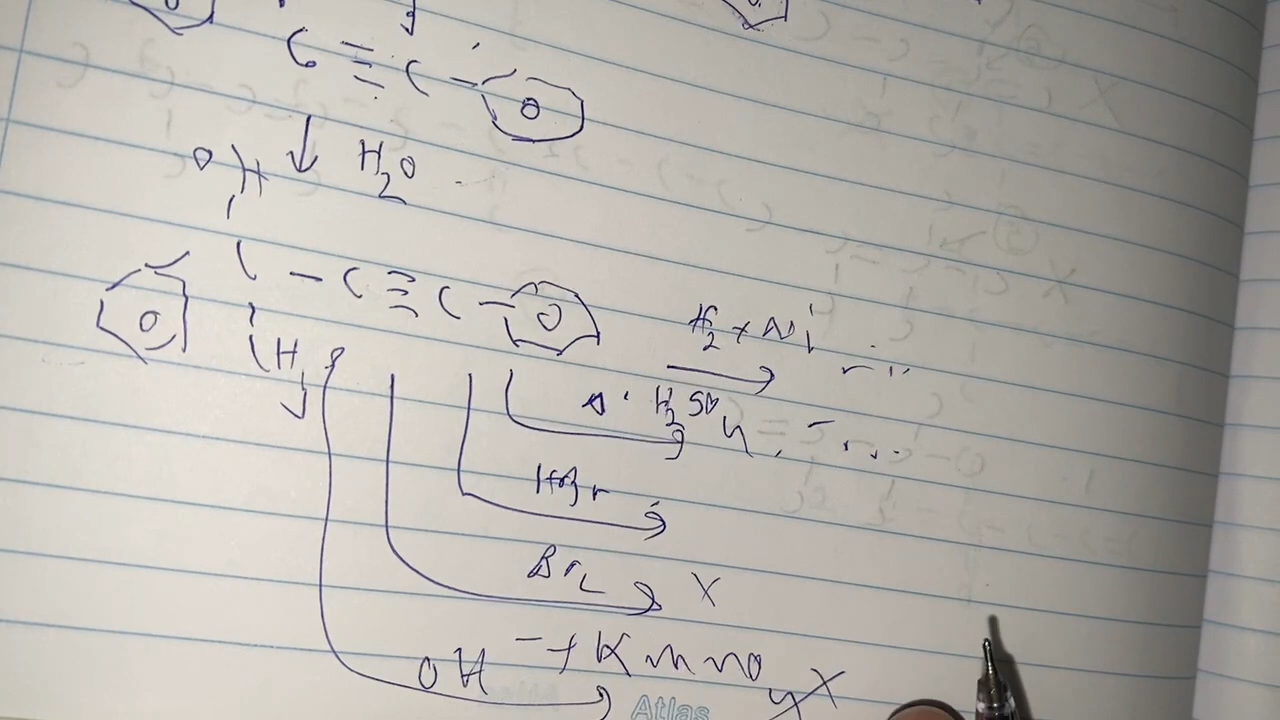 C ≡ C -
↓ H2O
OH
C - C ≡ C -
CH3
H2 + Ni
Δ H2SO4
HBr
Br2 X
OH⁻ + KMnO4 X
Atlas